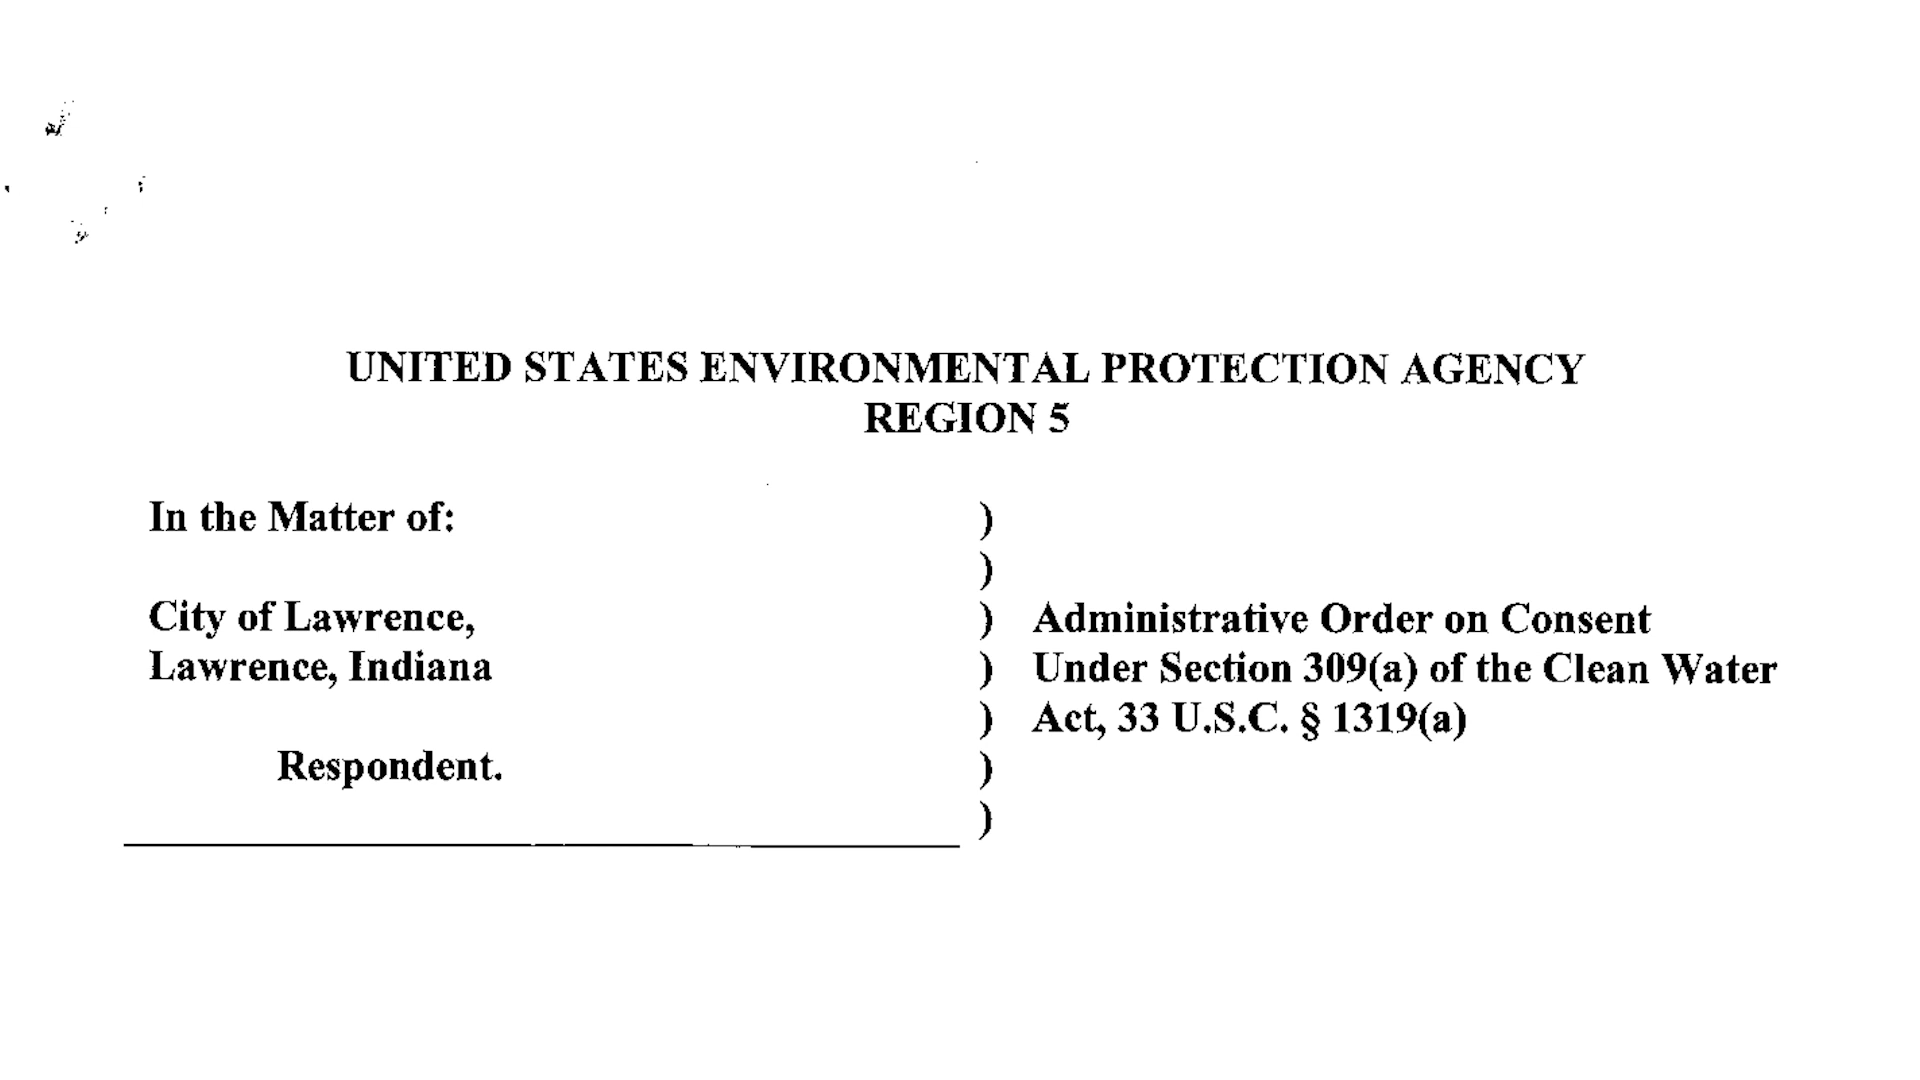 UNITED STATES ENVIRONMENTAL PROTECTION AGENCY
REGION 5
In the Matter of:
)
)
City of Lawrence,
) Administrative Order on Consent
Lawrence, Indiana
) Under Section 309(a) of the Clean Water
) Act, 33 U.S.C. § 1319(a)
Respondent.
)
)